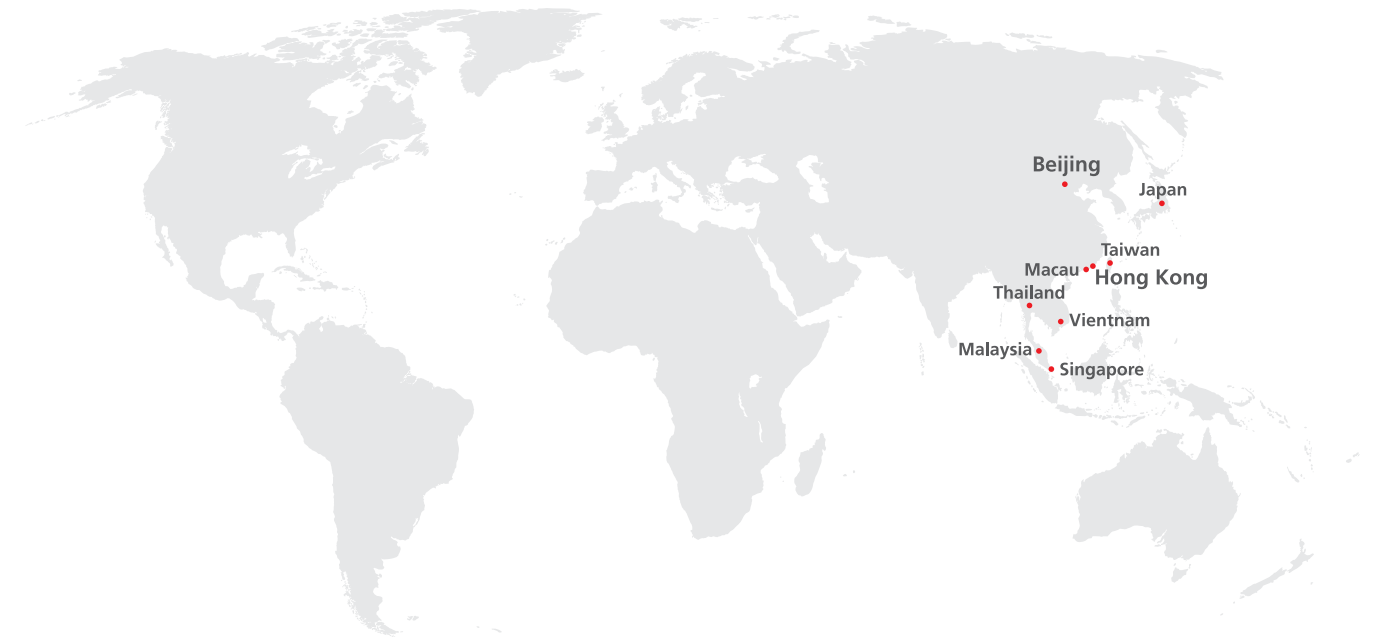 Beijing
Japan
Taiwan
Macau
Hong Kong
Thailand
Vientnam
Malaysia
Singapore